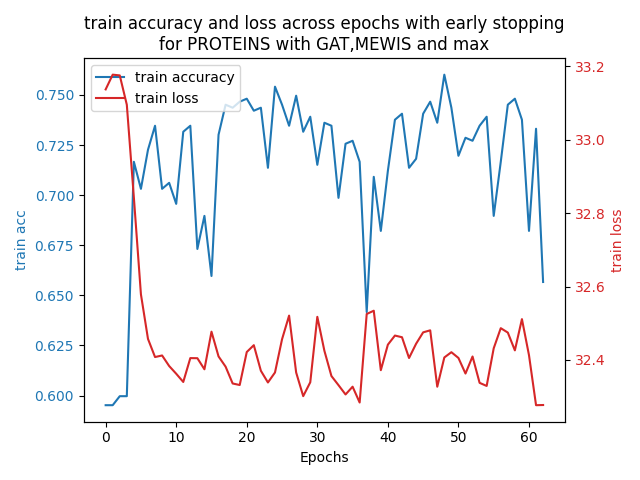 train accuracy and loss across epochs with early stopping
for PROTEINS with GAT,MEWIS and max
train accuracy
train loss
0.750
0.725
0.700
0.675
0.650
0.625
0.600
train acc
33.2
33.0
32.8
32.6
32.4
train loss
0 10 20 30 40 50 60
Epochs